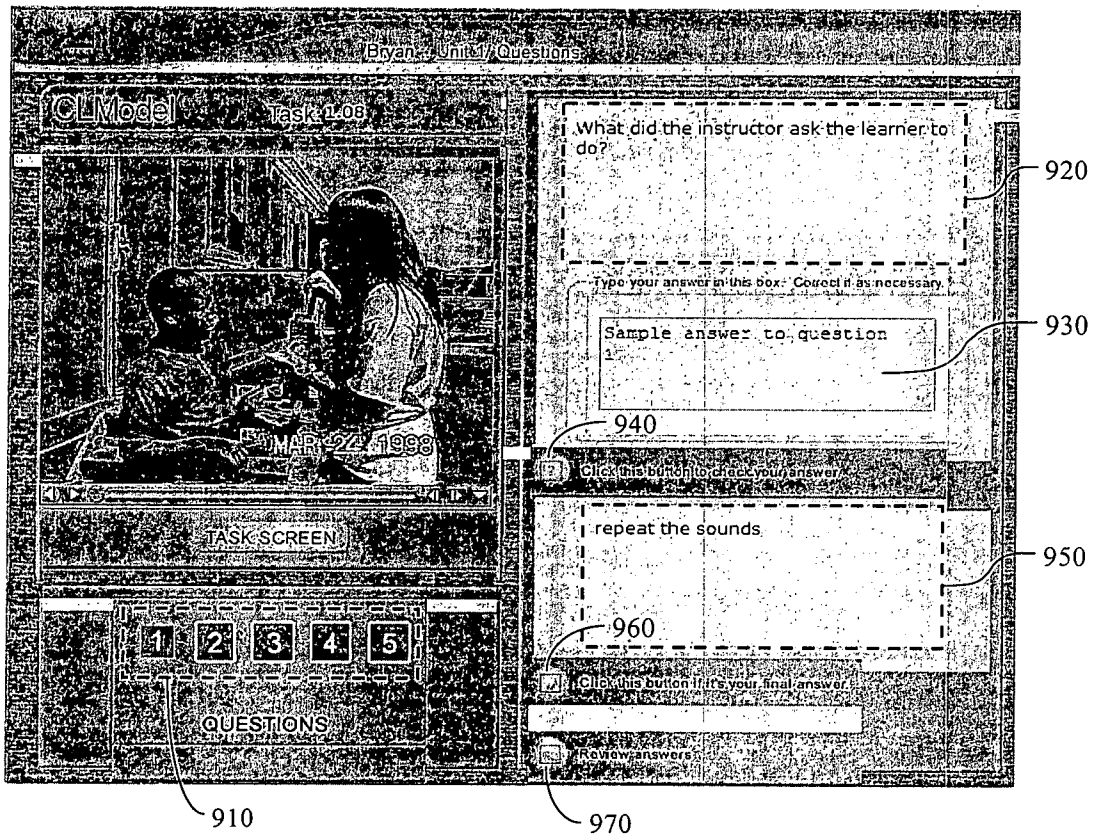 Bryan - Unit 1 / Questions
CLModel Task: 1.08
What did the instructor ask the learner to
do?
920
Type your answer in this box. Correct it as necessary.
Sample answer to question
1
930
940
Click this button to check your answer
MAR. 24 1998
TASK SCREEN
repeat the sounds
950
960
Click this button if it's your final answer
1 2 3 4 5
QUESTIONS
Review answers
910
970